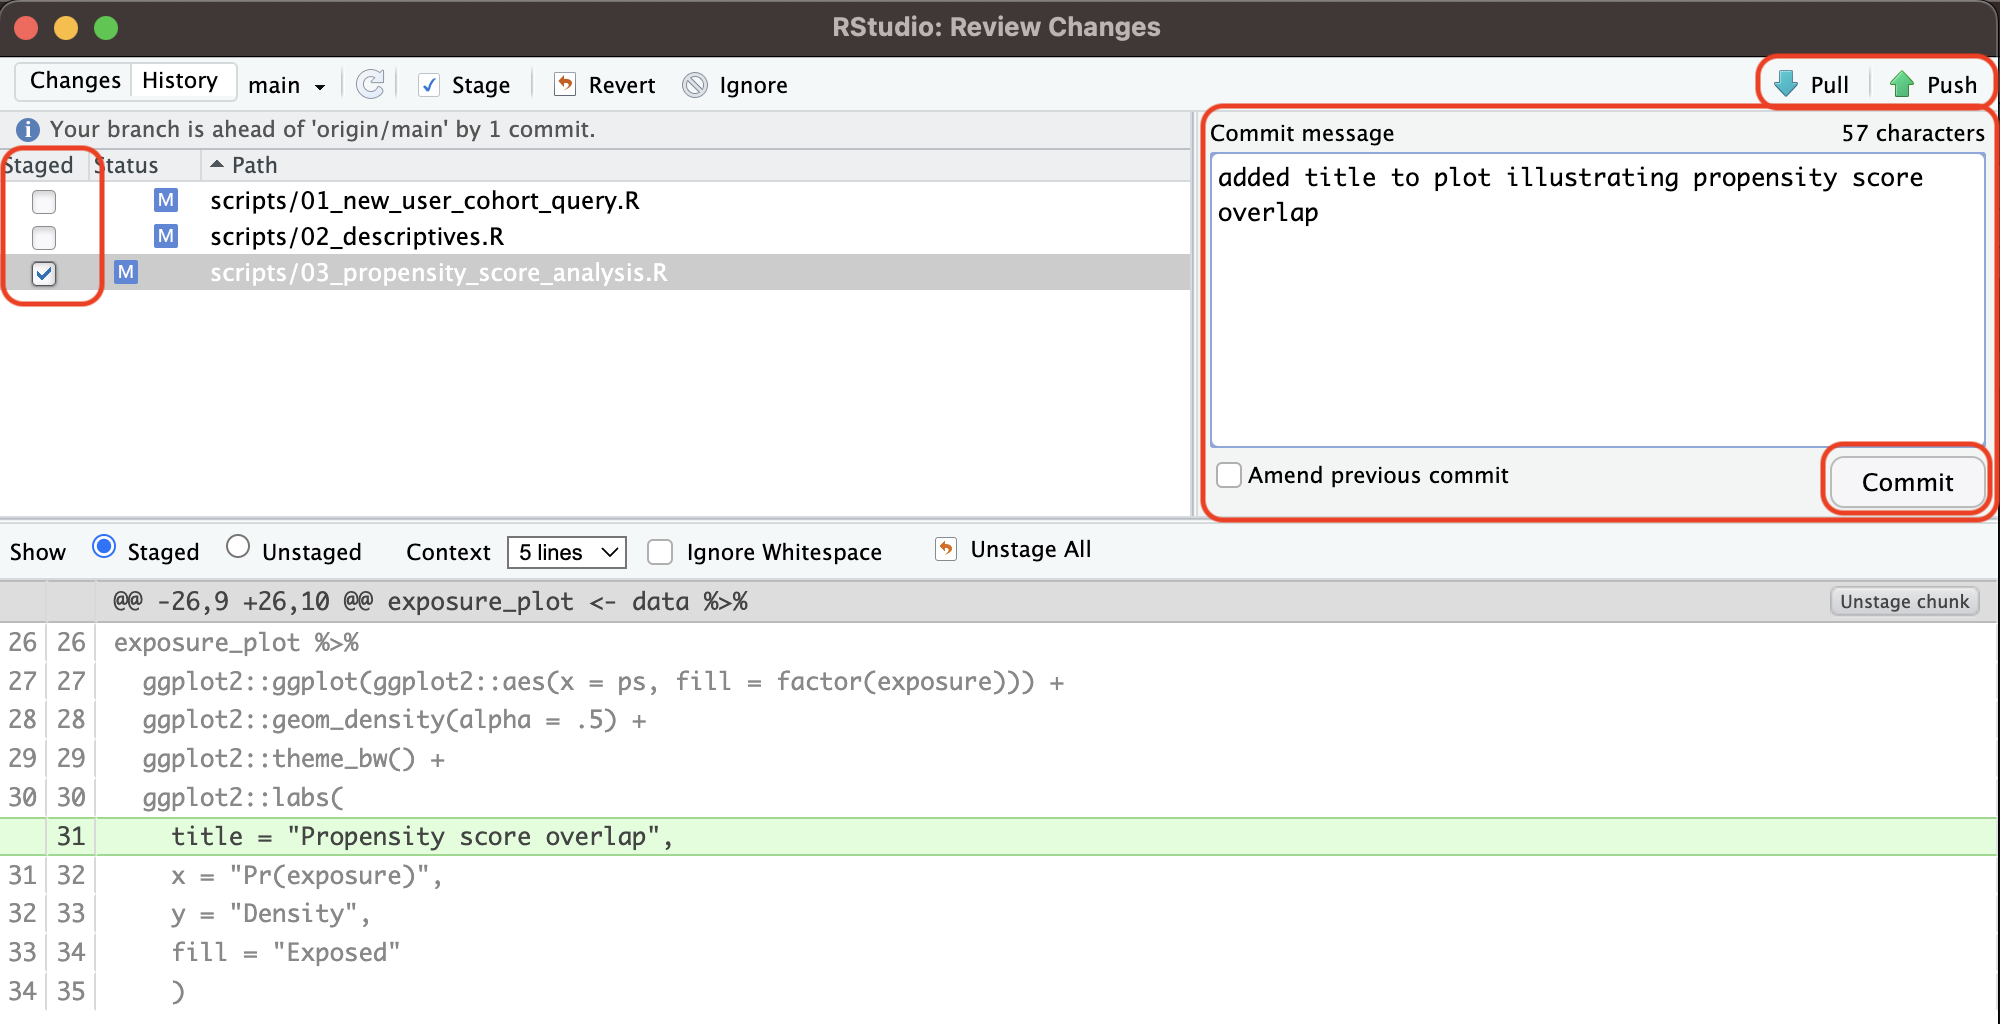 RStudio: Review Changes
Changes History main Stage Revert Ignore Pull Push
Your branch is ahead of 'origin/main' by 1 commit.
Staged Status Path
M scripts/01_new_user_cohort_query.R
M scripts/02_descriptives.R
M scripts/03_propensity_score_analysis.R
Commit message 57 characters
added title to plot illustrating propensity score
overlap
Amend previous commit Commit
Show Staged Unstaged Context 5 lines Ignore Whitespace Unstage All
@@ -26,9 +26,10 @@ exposure_plot <- data %>% Unstage chunk
26 26 exposure_plot %>%
27 27 ggplot2::ggplot(ggplot2::aes(x = ps, fill = factor(exposure))) +
28 28 ggplot2::geom_density(alpha = .5) +
29 29 ggplot2::theme_bw() +
30 30 ggplot2::labs(
31 title = "Propensity score overlap",
31 32 x = "Pr(exposure)",
32 33 y = "Density",
33 34 fill = "Exposed"
34 35 )